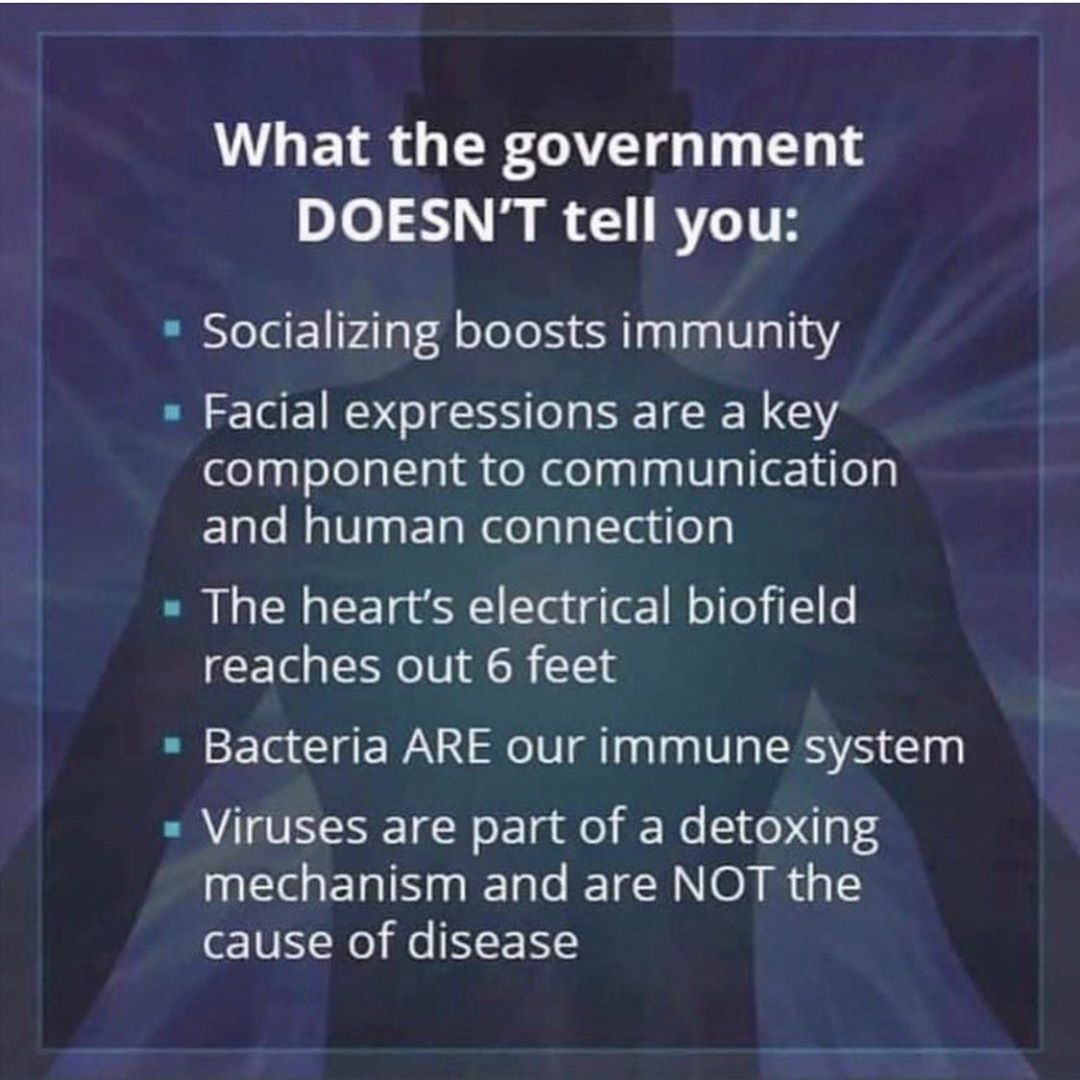 What the government
DOESN'T tell you:
▪ Socializing boosts immunity
▪ Facial expressions are a key
component to communication
and human connection
▪ The heart's electrical biofield
reaches out 6 feet
▪ Bacteria ARE our immune system
▪ Viruses are part of a detoxing
mechanism and are NOT the
cause of disease